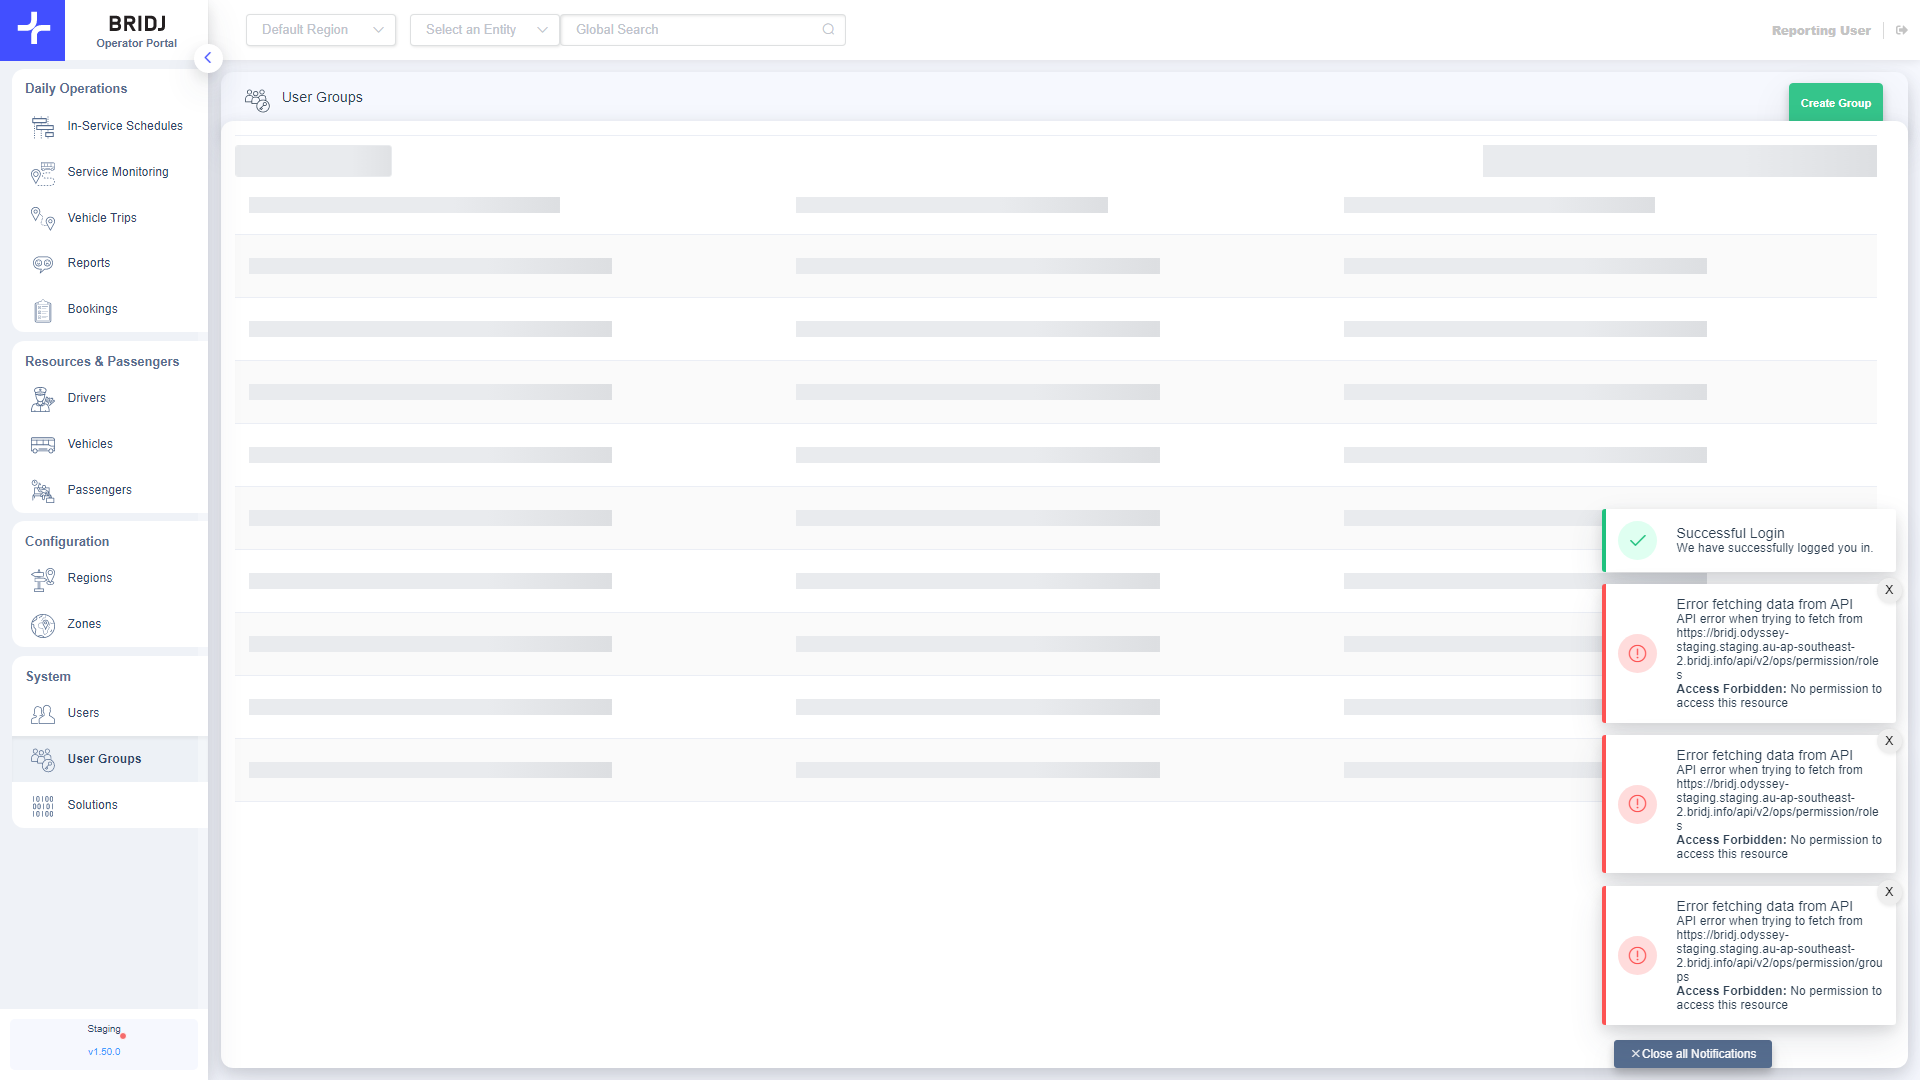 BRIDJ
Operator Portal
Default Region
Select an Entity
Global Search
Reporting User
Daily Operations
In-Service Schedules
Service Monitoring
Vehicle Trips
Reports
Bookings
Resources & Passengers
Drivers
Vehicles
Passengers
Configuration
Regions
Zones
System
Users
User Groups
Solutions
Staging
v1.50.0
User Groups
Create Group
Successful Login
We have successfully logged you in.
X
Error fetching data from API
API error when trying to fetch from
https://bridj.odyssey-
staging.staging.au-ap-southeast-
2.bridj.info/api/v2/ops/permission/role
s
Access Forbidden: No permission to
access this resource
X
Error fetching data from API
API error when trying to fetch from
https://bridj.odyssey-
staging.staging.au-ap-southeast-
2.bridj.info/api/v2/ops/permission/role
s
Access Forbidden: No permission to
access this resource
X
Error fetching data from API
API error when trying to fetch from
https://bridj.odyssey-
staging.staging.au-ap-southeast-
2.bridj.info/api/v2/ops/permission/grou
ps
Access Forbidden: No permission to
access this resource
×Close all Notifications